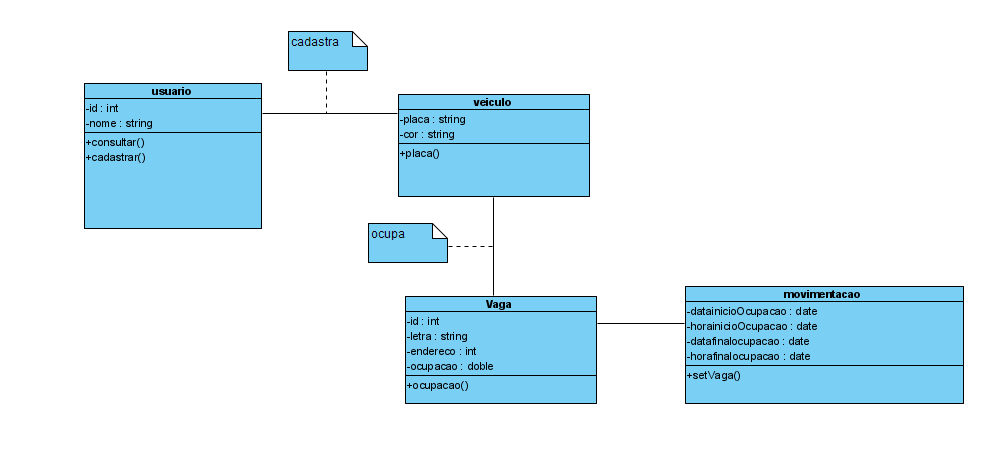 cadastra
usuario
-id : int
-nome : string
+consultar()
+cadastrar()
veiculo
-placa : string
-cor : string
+placa()
ocupa
Vaga
-id : int
-letra : string
-endereco : int
-ocupacao : doble
+ocupacao()
movimentacao
-datainicioOcupacao : date
-horainicioOcupacao : date
-datafinalocupacao : date
-horafinalocupacao : date
+setVaga()